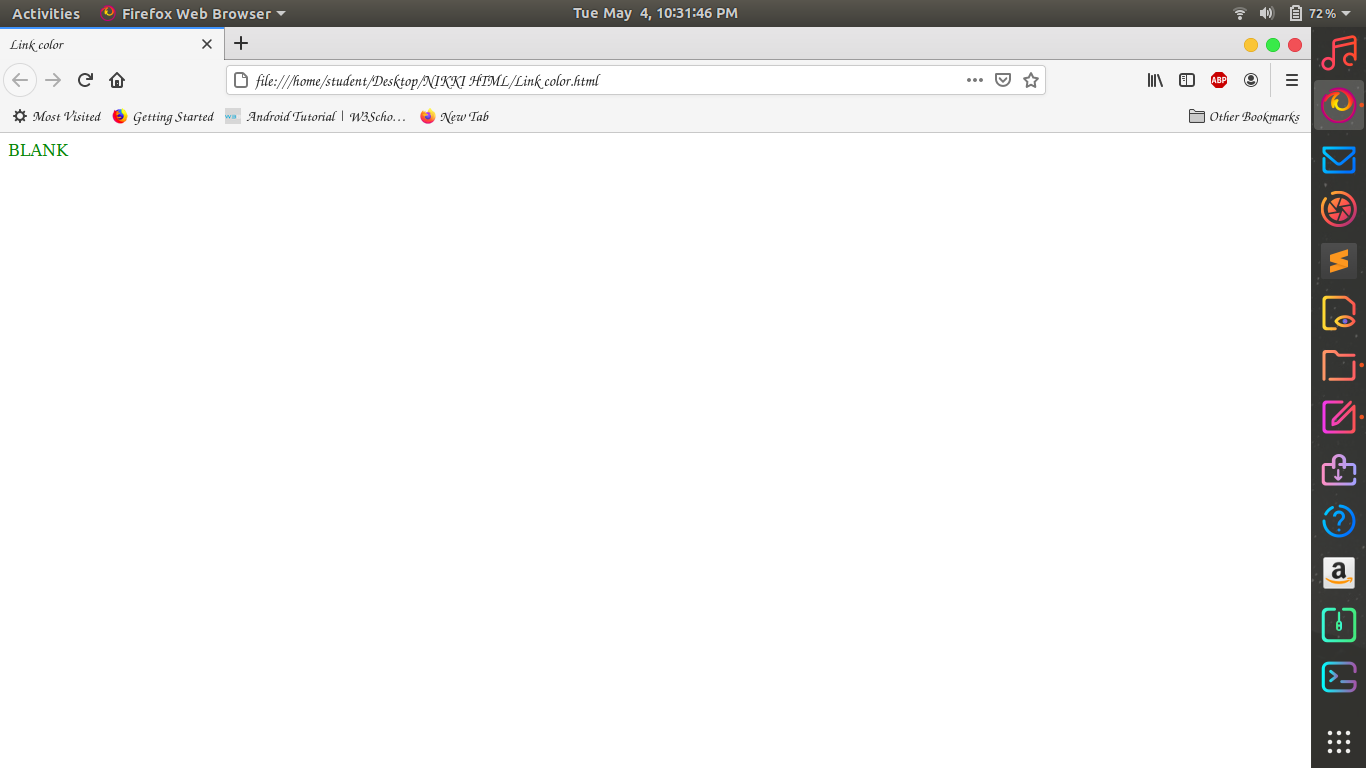 Activities Firefox Web Browser Tue May 4, 10:31:46 PM 72%
Link color
file:///home/student/Desktop/NIKKI HTML/Link color.html ABP
Most Visited Getting Started w3 Android Tutorial | W3Scho… New Tab Other Bookmarks
BLANK
a